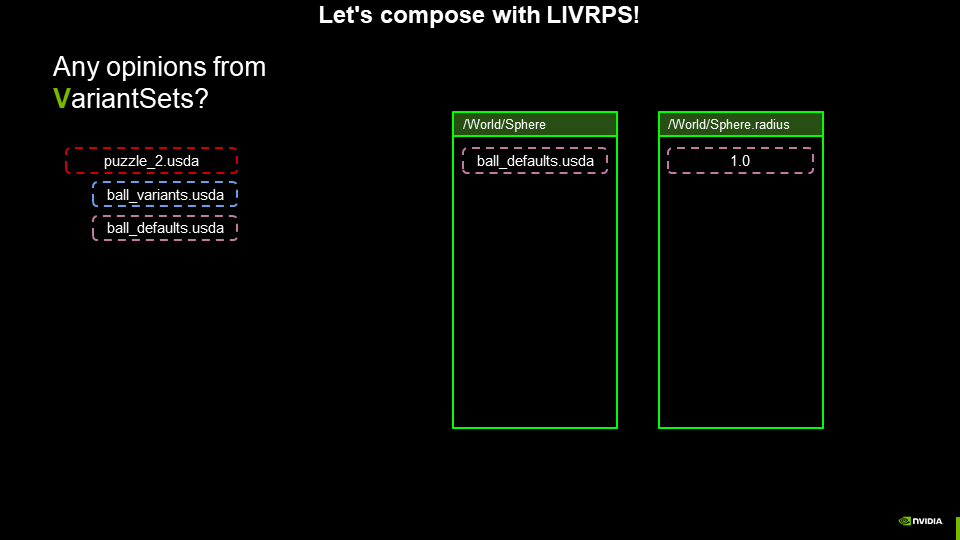 Let's compose with LIVRPS!
Any opinions from
VariantSets?
puzzle_2.usda
ball_variants.usda
ball_defaults.usda
/World/Sphere
ball_defaults.usda
/World/Sphere.radius
1.0
NVIDIA